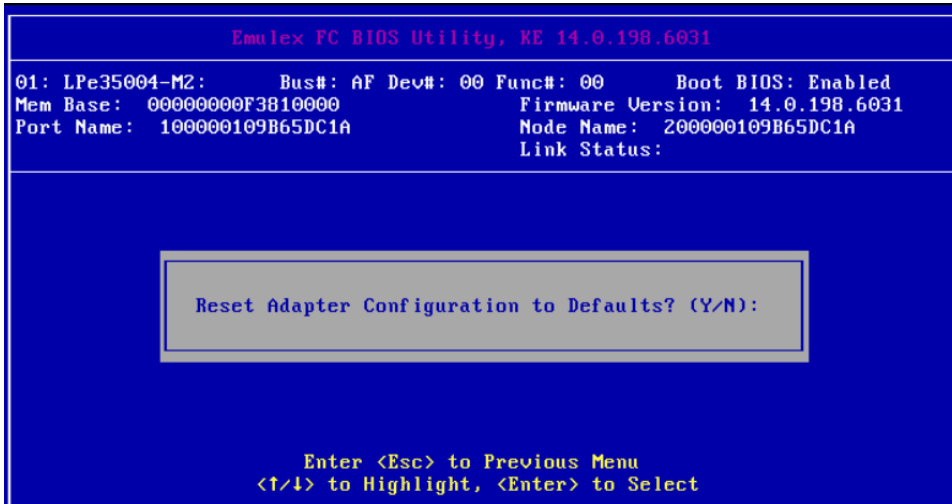 Emulex FC BIOS Utility, KE 14.0.198.6031
01: LPe35004-M2: Bus#: AF Dev#: 00 Func#: 00 Boot BIOS: Enabled
Mem Base: 00000000F3810000 Firmware Version: 14.0.198.6031
Port Name: 100000109B65DC1A Node Name: 200000109B65DC1A
Link Status:
Reset Adapter Configuration to Defaults? (Y/N):
Enter <Esc> to Previous Menu
<↑/↓> to Highlight, <Enter> to Select